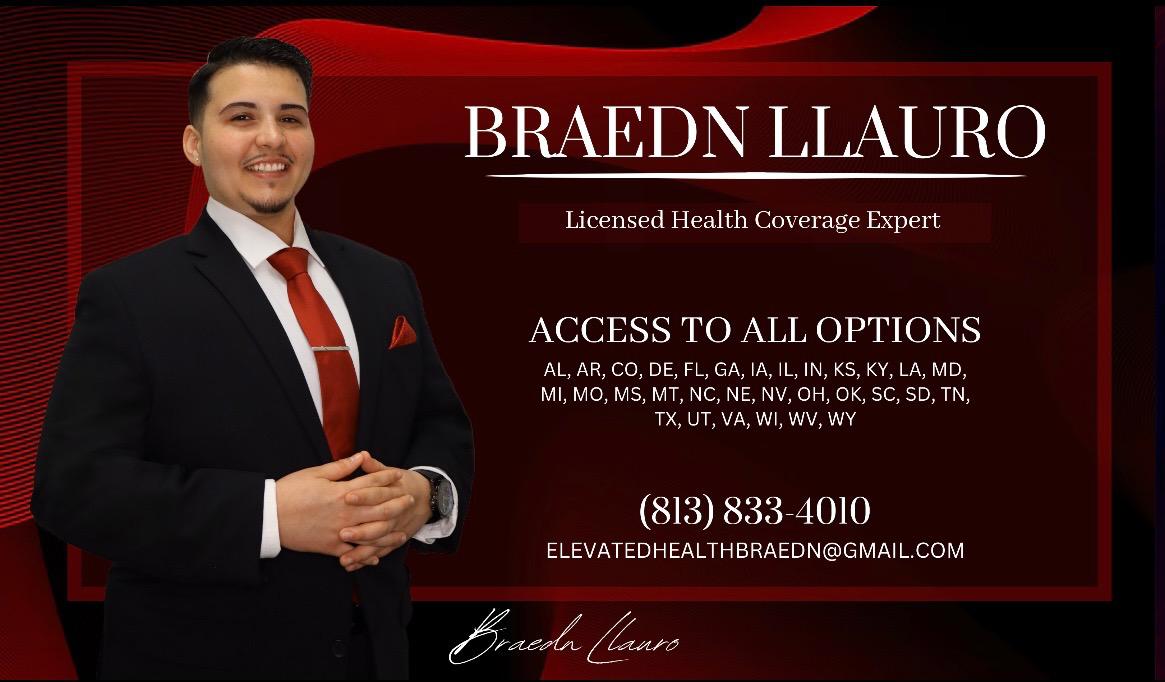 BRAEDN LLAURO
Licensed Health Coverage Expert
ACCESS TO ALL OPTIONS
AL, AR, CO, DE, FL, GA, IA, IL, IN, KS, KY, LA, MD,
MI, MO, MS, MT, NC, NE, NV, OH, OK, SC, SD, TN,
TX, UT, VA, WI, WV, WY
(813) 833-4010
ELEVATEDHEALTHBRAEDN@GMAIL.COM
Braedn Llauro